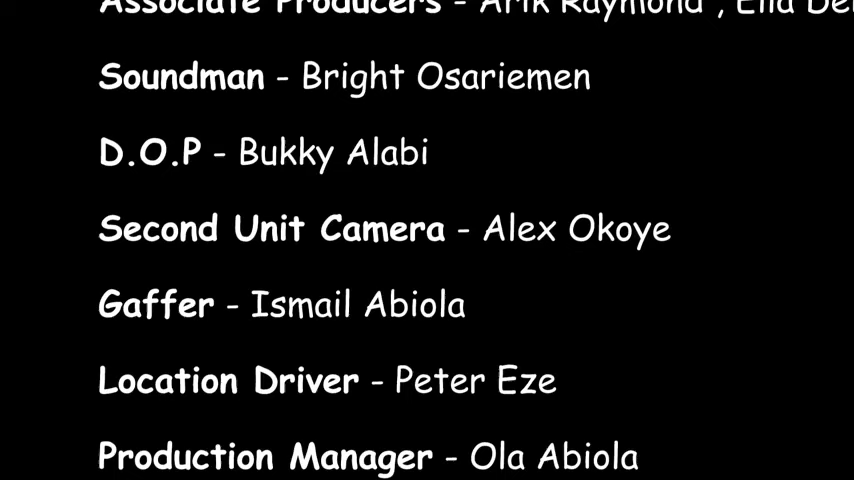 Associate Producers - Arik Raymond , Ella
Soundman - Bright Osariemen
D.O.P - Bukky Alabi
Second Unit Camera - Alex Okoye
Gaffer - Ismail Abiola
Location Driver - Peter Eze
Production Manager - Ola Abiola